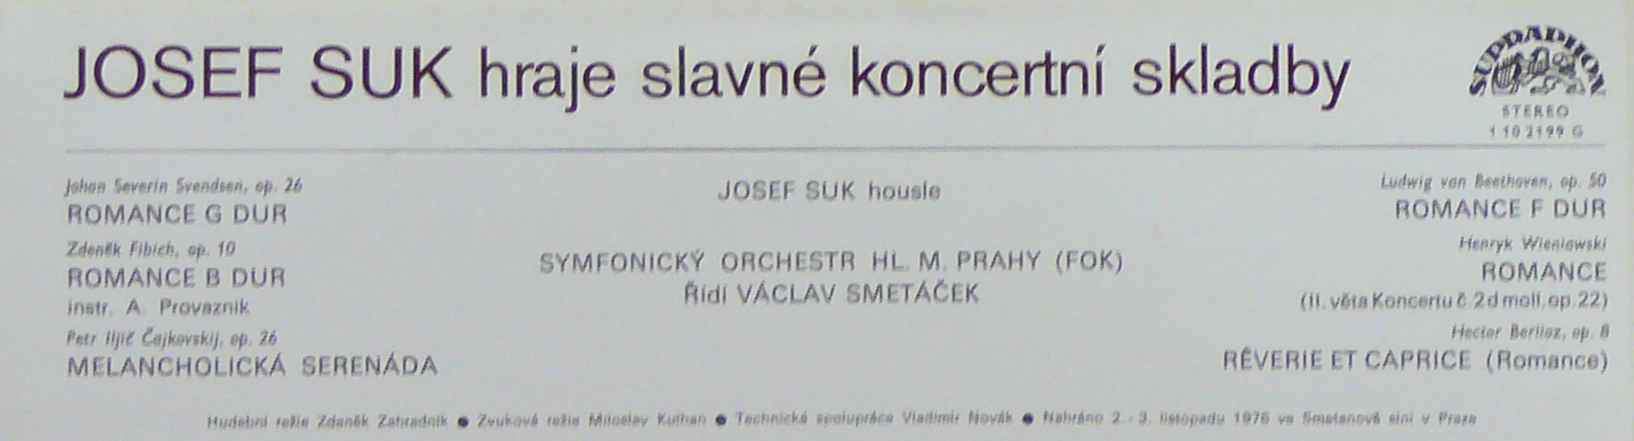 JOSEF SUK hraje slavné koncertní skladby
SUPRAPHON
STEREO
1 10 2199 G
Johan Severin Svendsen, op. 26
ROMANCE G DUR
Zdeněk Fibich, op. 10
ROMANCE B DUR
instr. A. Provazník
Petr Iljič Čajkovskij, op. 26
MELANCHOLICKÁ SERENÁDA
JOSEF SUK housle
SYMFONICKÝ ORCHESTR HL. M. PRAHY (FOK)
Řídí VÁCLAV SMETÁČEK
Ludwig van Beethoven, op. 50
ROMANCE F DUR
Henryk Wieniawski
ROMANCE
(II. věta Koncertu č. 2 d moll, op. 22)
Hector Berlioz, op. 8
RÊVERIE ET CAPRICE (Romance)
Hudební režie Zdeněk Zahradník ● Zvuková režie Miloslav Kulhan ● Technická spolupráce Vladimír Novák ● Nahráno 2. - 3. listopadu 1976 ve Smetanově síni v Praze